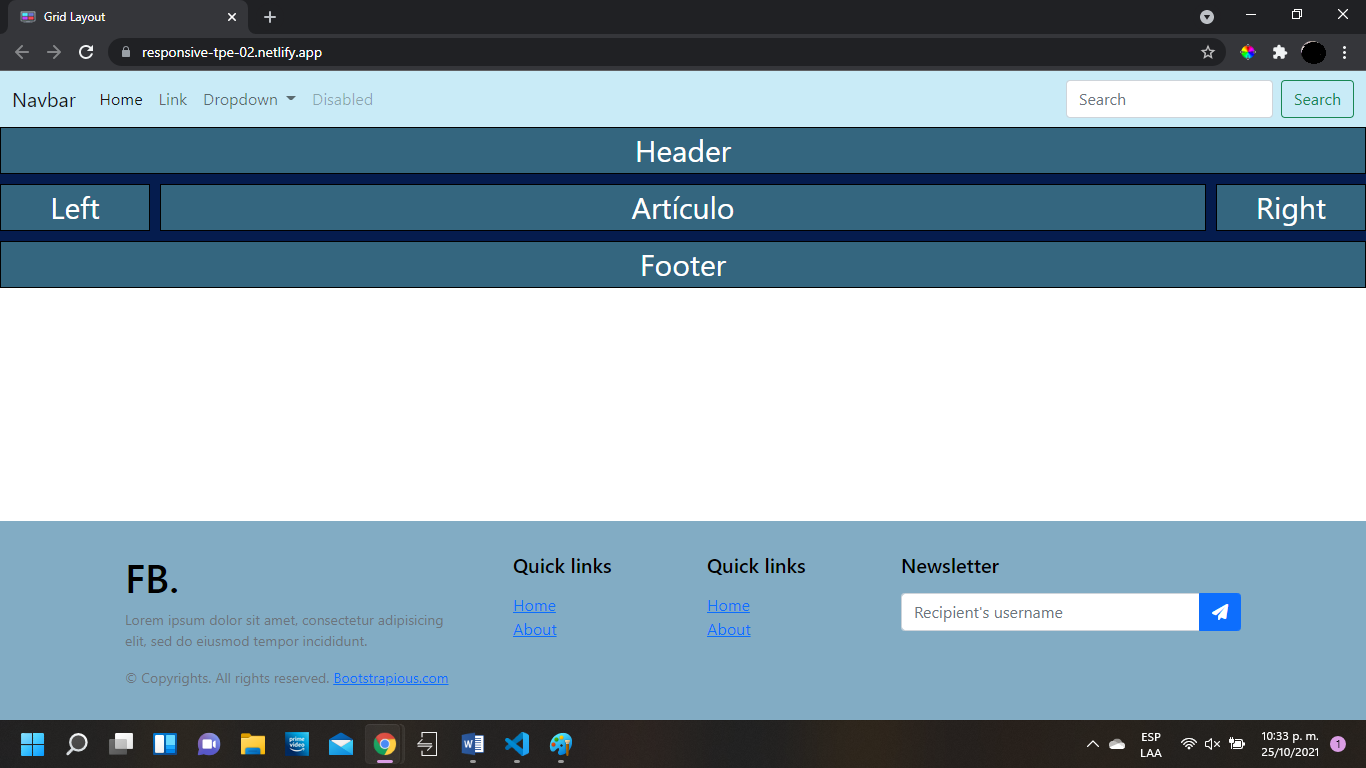 Grid Layout
responsive-tpe-02.netlify.app
Navbar Home Link Dropdown Disabled Search Search
Header
Left Artículo Right
Footer
FB.
Lorem ipsum dolor sit amet, consectetur adipisicing
elit, sed do eiusmod tempor incididunt.
© Copyrights. All rights reserved. Bootstrapious.com
Quick links
Home
About
Quick links
Home
About
Newsletter
Recipient's username
prime video
ESP
LAA
10:33 p. m.
25/10/2021
1